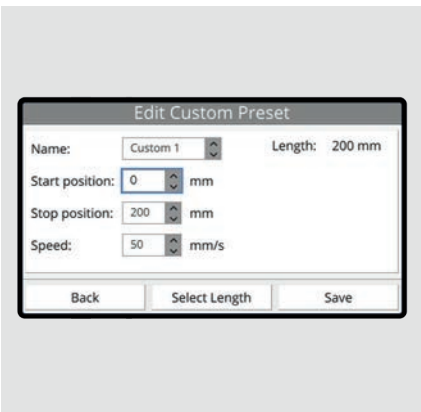 Edit Custom Preset
Name: Custom 1 Length: 200 mm
Start position: 0 mm
Stop position: 200 mm
Speed: 50 mm/s
Back Select Length Save